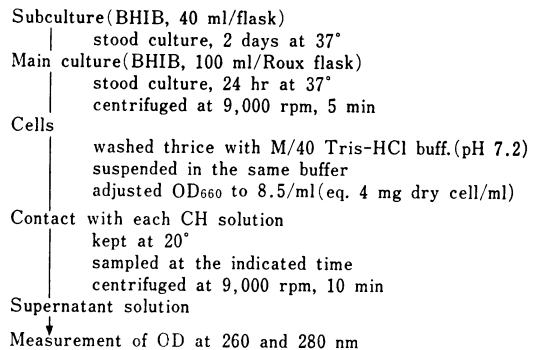 Subculture(BHIB, 40 ml/flask)
stood culture, 2 days at 37°
Main culture(BHIB, 100 ml/Roux flask)
stood culture, 24 hr at 37°
centrifuged at 9,000 rpm, 5 min
Cells
washed thrice with M/40 Tris-HCl buff.(pH 7.2)
suspended in the same buffer
adjusted OD₆₆₀ to 8.5/ml(eq. 4 mg dry cell/ml)
Contact with each CH solution
kept at 20°
sampled at the indicated time
centrifuged at 9,000 rpm, 10 min
Supernatant solution
Measurement of OD at 260 and 280 nm